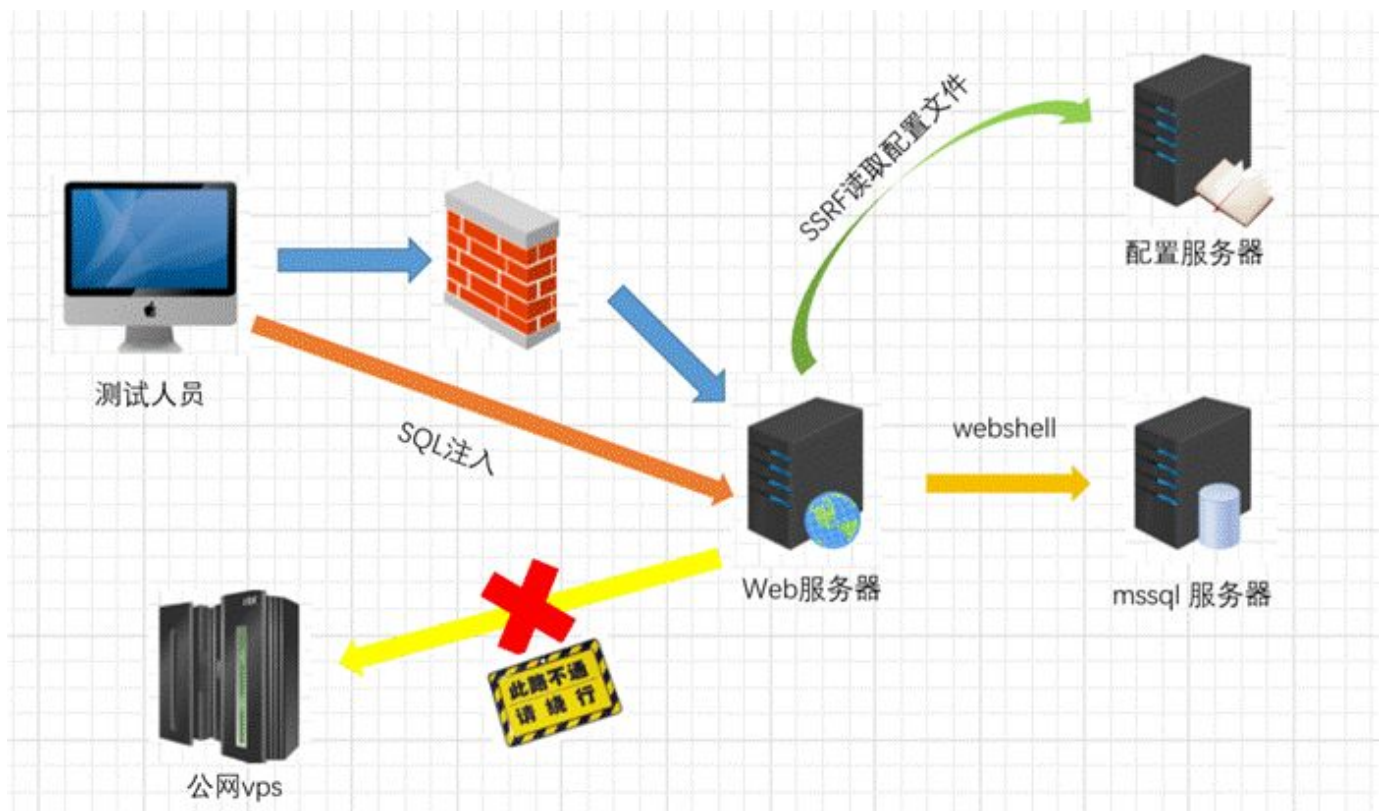 SSRF读取配置文件
配置服务器
测试人员
SQL注入
webshell
Web服务器
mssql 服务器
此路不通
请绕行
公网vps